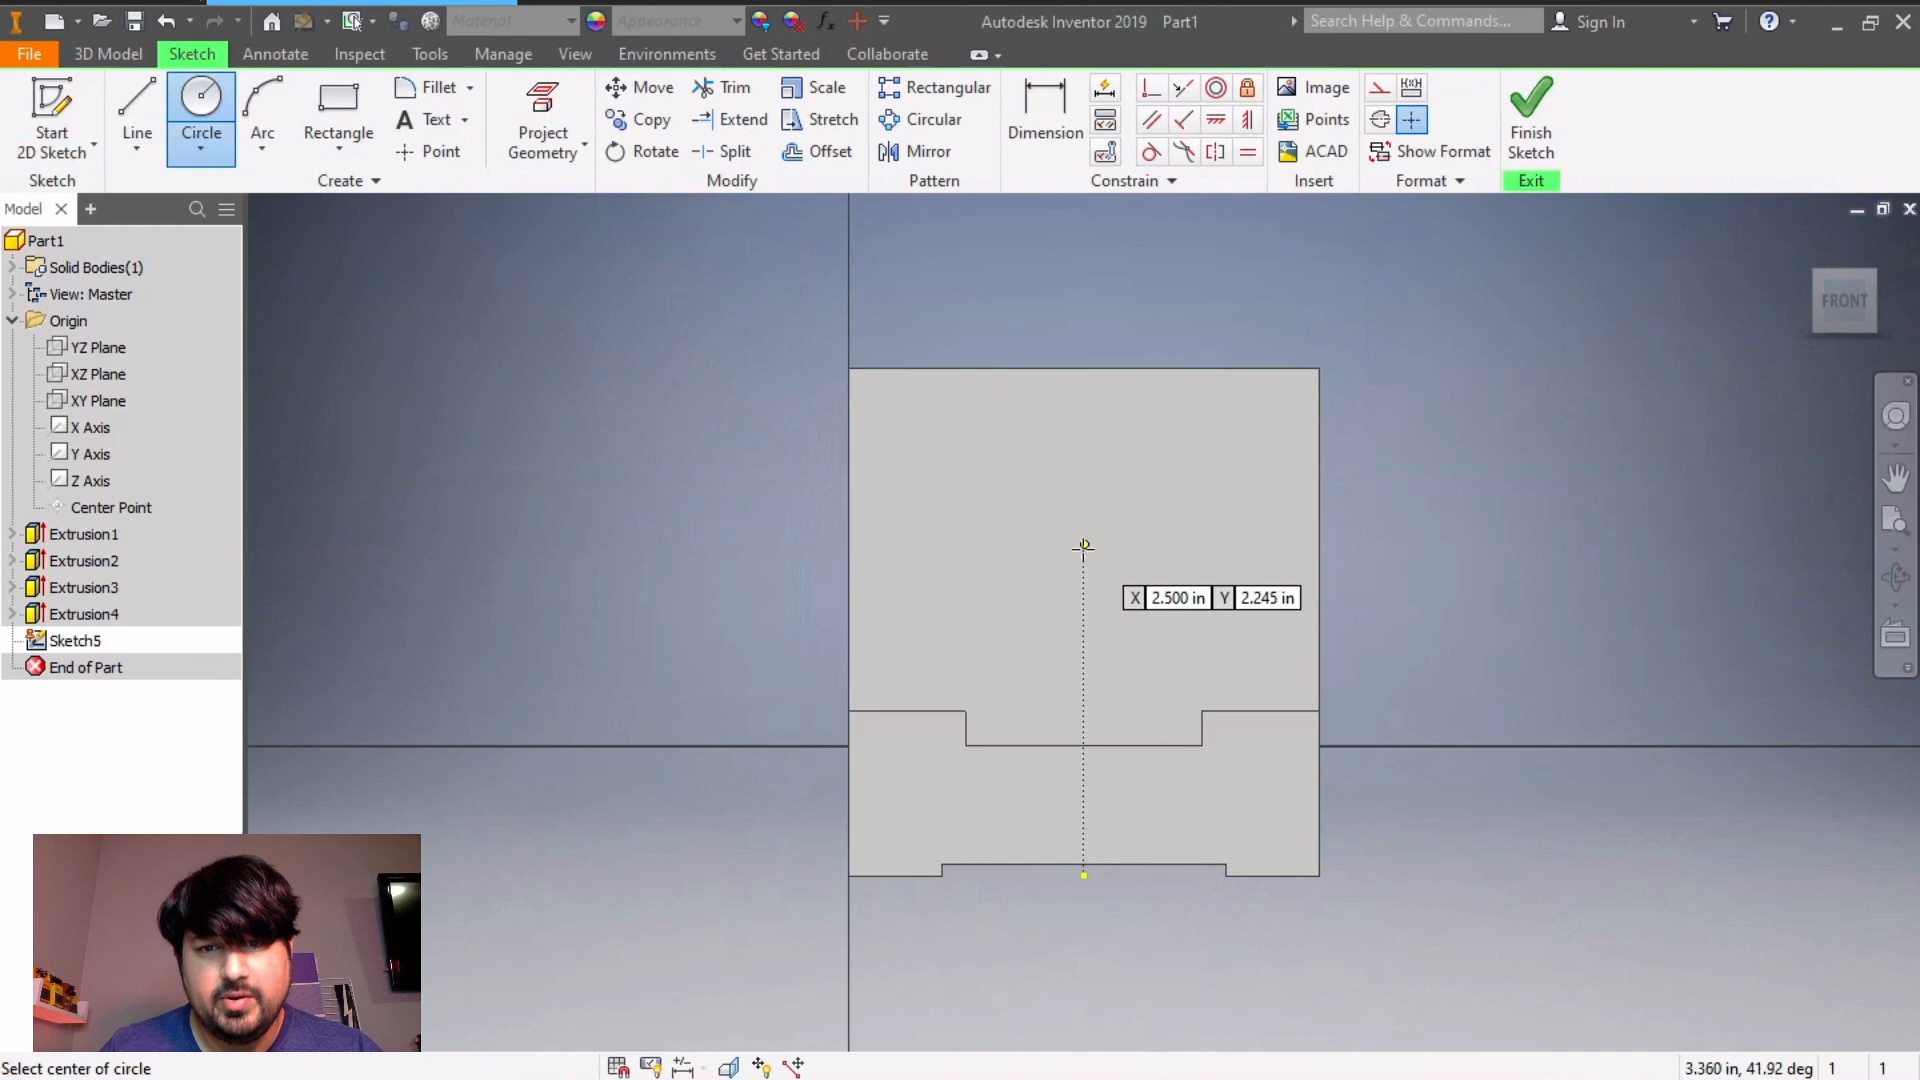 Material
Appearance
Autodesk Inventor 2019 Part1
Search Help & Commands...
Sign In
File
3D Model
Sketch
Annotate
Inspect
Tools
Manage
View
Environments
Get Started
Collaborate
Start
2D Sketch
Line
Circle
Arc
Rectangle
Fillet
Text
Point
Project
Geometry
Move
Copy
Rotate
Trim
Extend
Split
Scale
Stretch
Offset
Rectangular
Circular
Mirror
Dimension
Image
Points
ACAD
Show Format
Finish
Sketch
Sketch
Create
Modify
Pattern
Constrain
Insert
Format
Exit
Model
Part1
Solid Bodies(1)
View: Master
Origin
YZ Plane
XZ Plane
XY Plane
X Axis
Y Axis
Z Axis
Center Point
Extrusion1
Extrusion2
Extrusion3
Extrusion4
Sketch5
End of Part
FRONT
X 2.500 in Y 2.245 in
Select center of circle
3.360 in, 41.92 deg 1 1